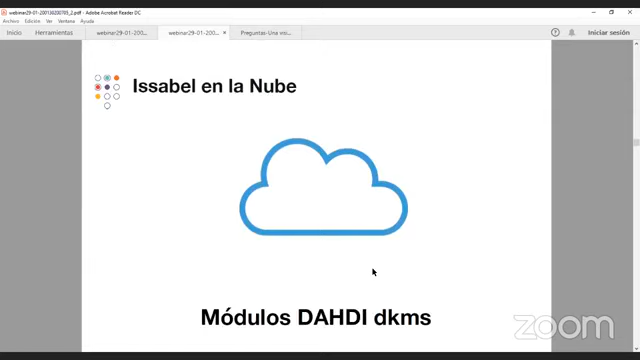 webinar29-01-200130200705_2.pdf - Adobe Acrobat Reader DC
Archivo Edición Ver Ventana Ayuda
Inicio Herramientas webinar29-01-200... webinar29-01-200... × Preguntas-Una visi... Iniciar sesión
Issabel en la Nube
Módulos DAHDI dkms
zoom